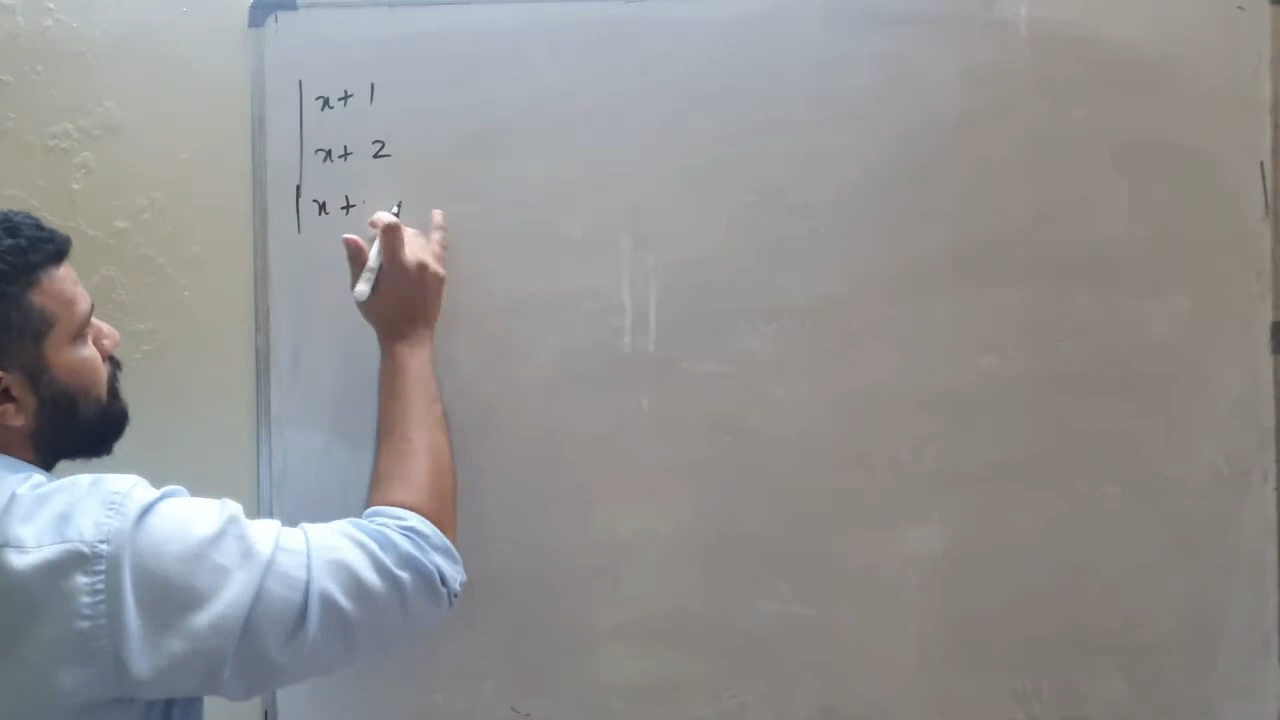 | x + 1
| x + 2
| x +